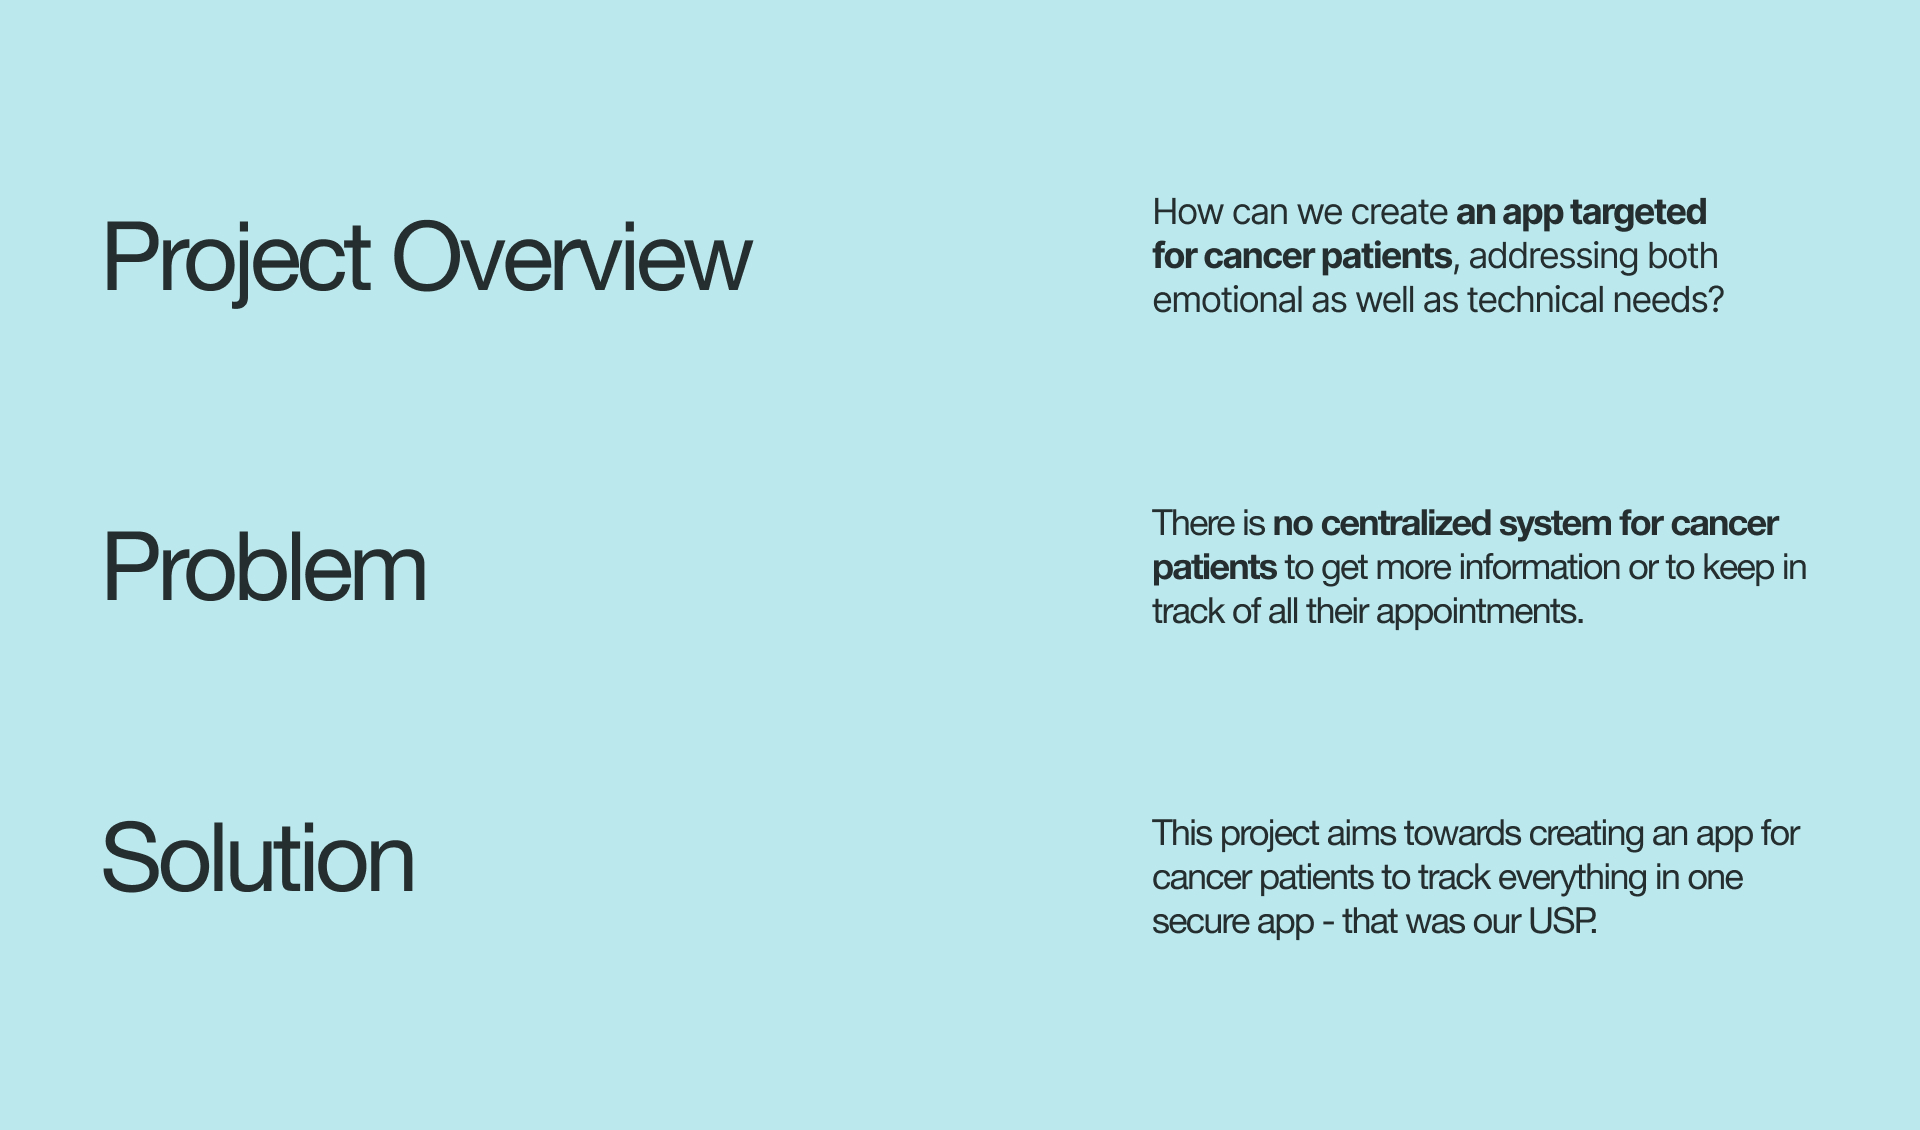 Project Overview
How can we create an app targeted
for cancer patients, addressing both
emotional as well as technical needs?
Problem
There is no centralized system for cancer
patients to get more information or to keep in
track of all their appointments.
Solution
This project aims towards creating an app for
cancer patients to track everything in one
secure app - that was our USP.